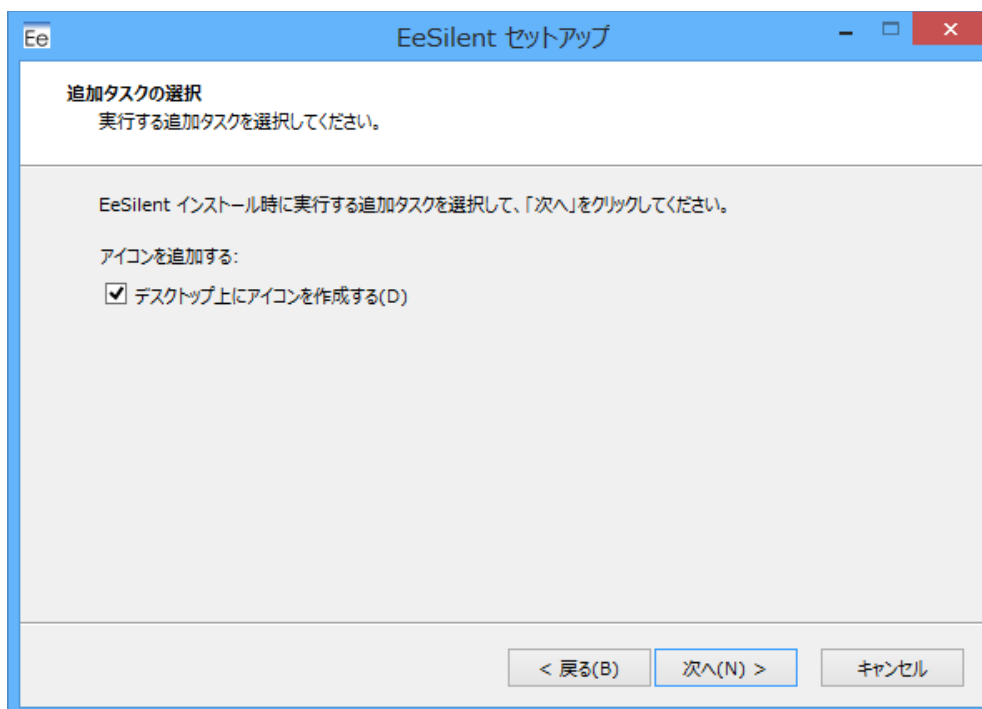 Ee
EeSilent セットアップ
追加タスクの選択
実行する追加タスクを選択してください。
EeSilent インストール時に実行する追加タスクを選択して、「次へ」をクリックしてください。
アイコンを追加する:
デスクトップ上にアイコンを作成する(D)
< 戻る(B)
次へ(N) >
キャンセル